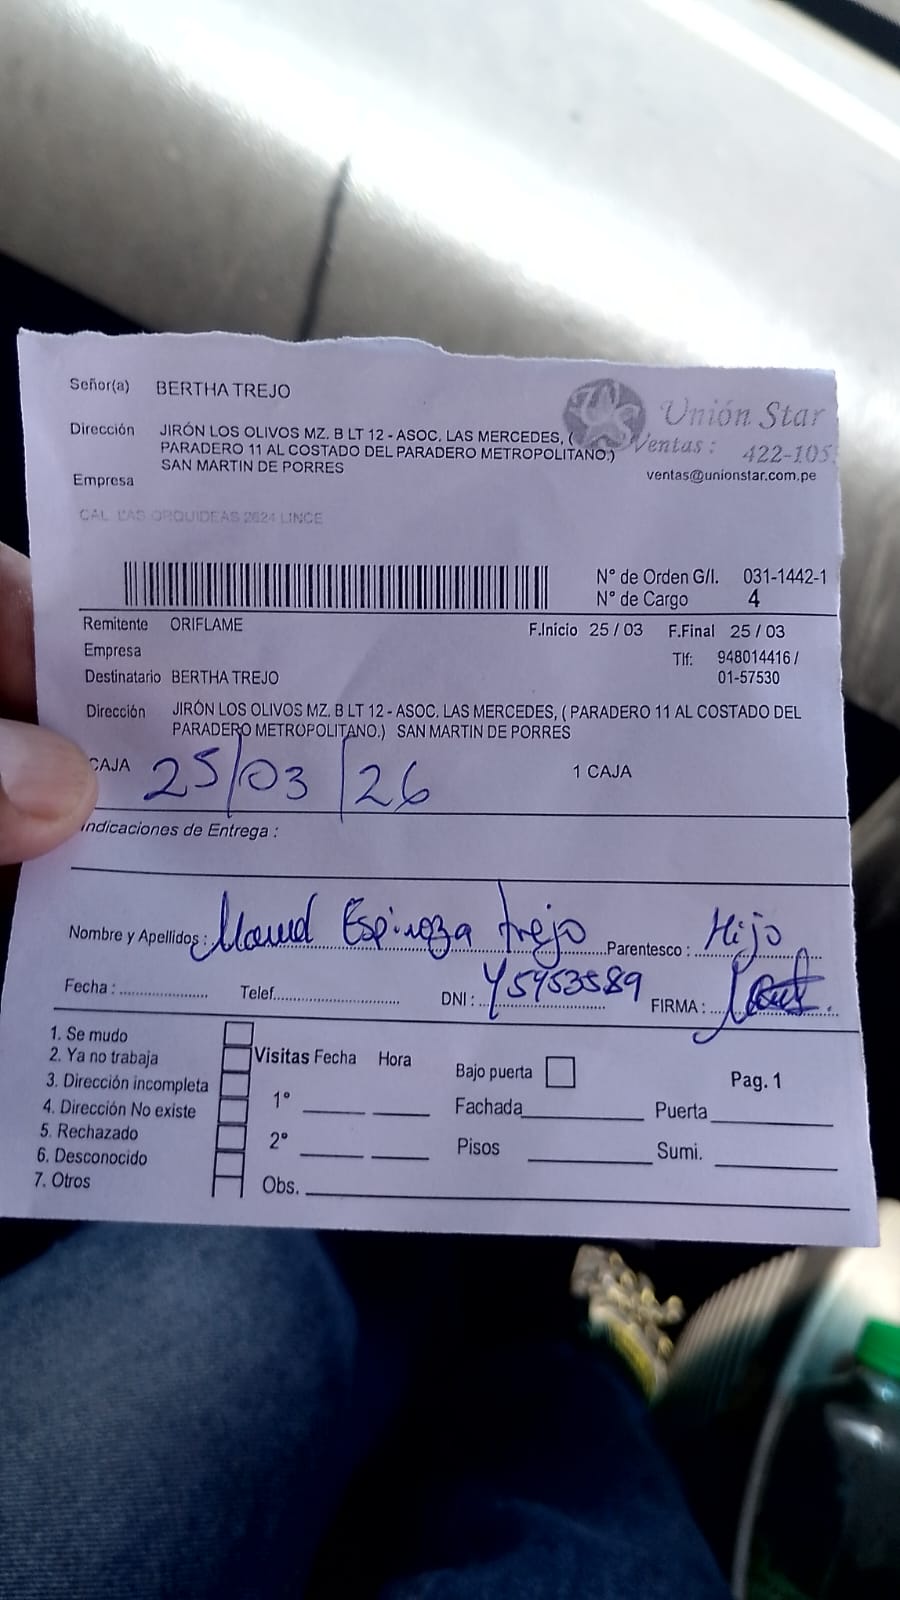 Señor(a) BERTHA TREJO
Unión Star
Dirección JIRÓN LOS OLIVOS MZ. B LT 12 - ASOC. LAS MERCEDES, (
PARADERO 11 AL COSTADO DEL PARADERO METROPOLITANO.)
SAN MARTIN DE PORRES
Ventas : 422-105
ventas@unionstar.com.pe
Empresa
CAL. LAS ORQUIDEAS 2624 LINCE
N° de Orden G/I. 031-1442-1
N° de Cargo 4
Remitente ORIFLAME
F.Inicio 25 / 03 F.Final 25 / 03
Empresa
Tlf: 948014416 /
01-57530
Destinatario BERTHA TREJO
Dirección JIRÓN LOS OLIVOS MZ. B LT 12 - ASOC. LAS MERCEDES, ( PARADERO 11 AL COSTADO DEL
PARADERO METROPOLITANO.) SAN MARTIN DE PORRES
CAJA 25/03/26 1 CAJA
Indicaciones de Entrega :
Nombre y Apellidos : Espinoza trejo Parentesco : Hijo
Fecha : Telef. DNI : 45953589 FIRMA :
1. Se mudo
2. Ya no trabaja
3. Dirección incompleta
4. Dirección No existe
5. Rechazado
6. Desconocido
7. Otros
Visitas Fecha Hora
1°
2°
Obs.
Bajo puerta
Pag. 1
Fachada Puerta
Pisos Sumi.